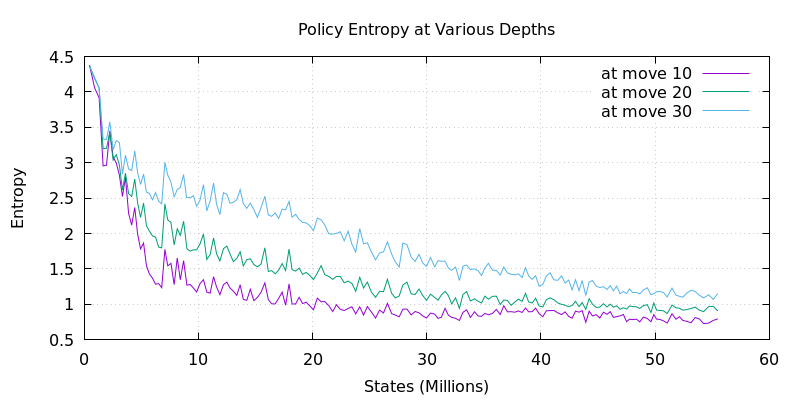 Policy Entropy at Various Depths
at move 10
at move 20
at move 30
4.5
4
3.5
3
2.5
2
1.5
1
0.5
Entropy
0 10 20 30 40 50 60
States (Millions)